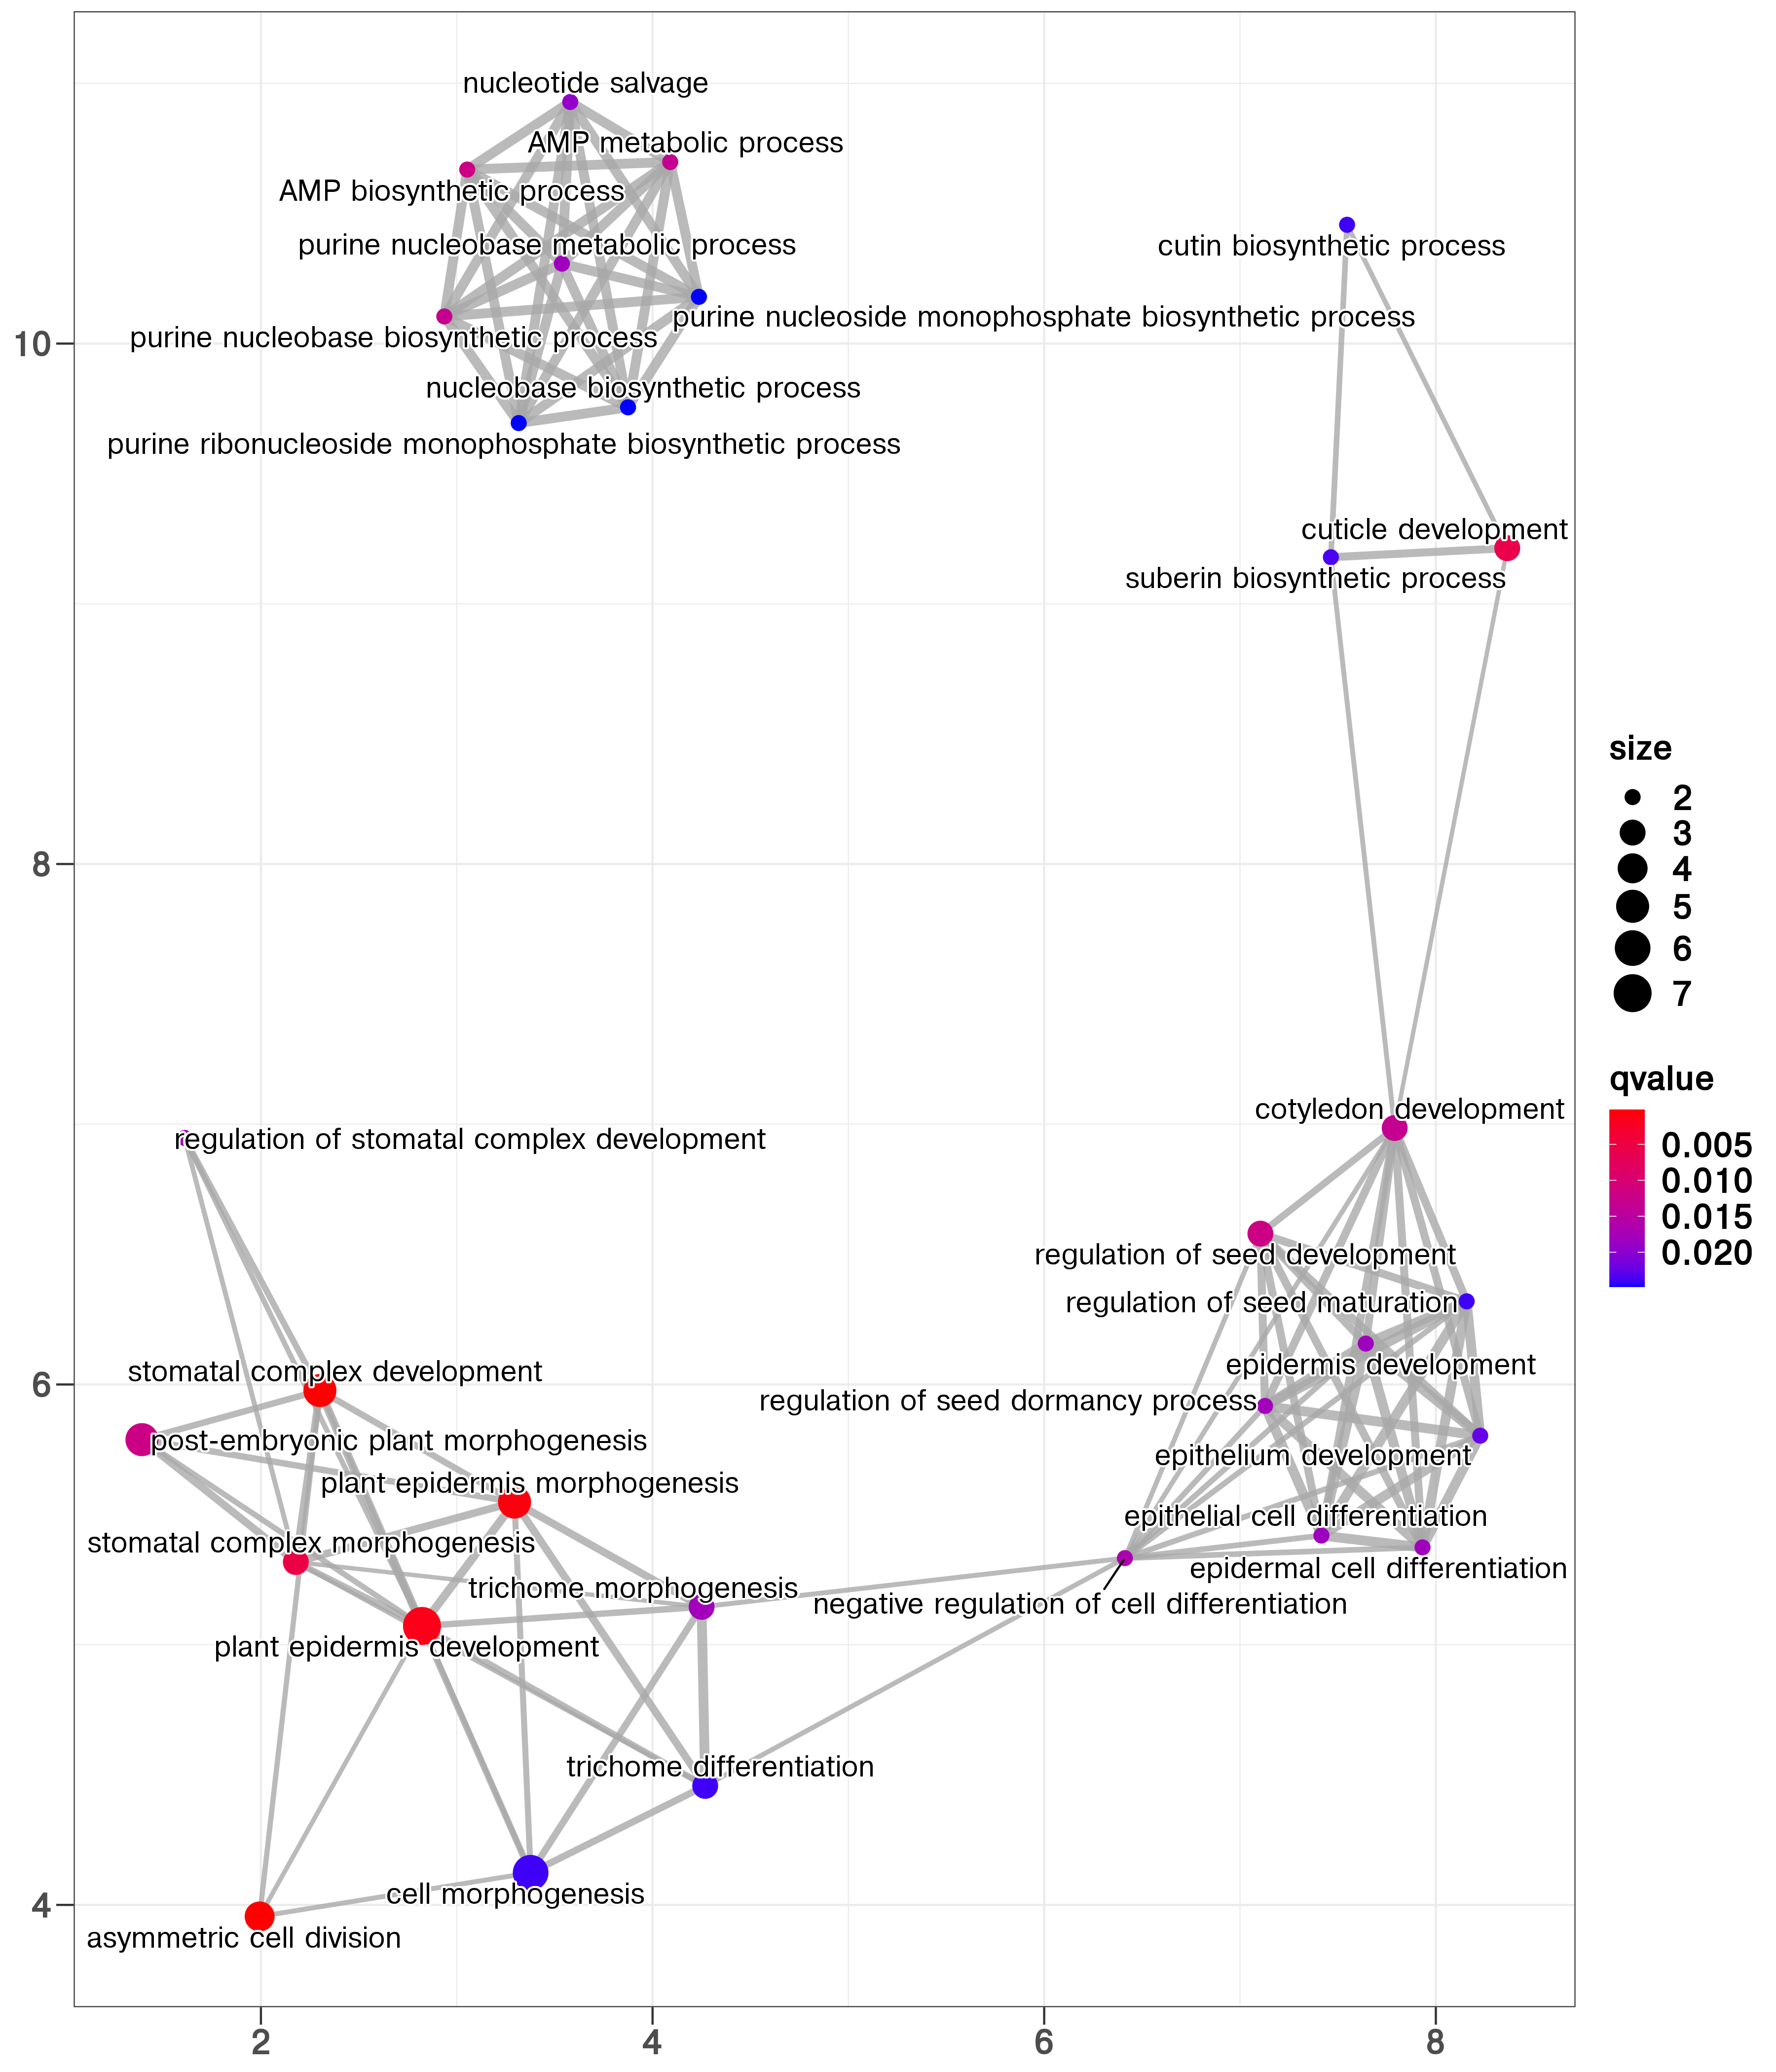 nucleotide salvage
AMP metabolic process
AMP biosynthetic process
purine nucleobase metabolic process
cutin biosynthetic process
purine nucleoside monophosphate biosynthetic process
purine nucleobase biosynthetic process
nucleobase biosynthetic process
purine ribonucleoside monophosphate biosynthetic process
cuticle development
suberin biosynthetic process
cotyledon development
regulation of stomatal complex development
regulation of seed development
regulation of seed maturation
epidermis development
stomatal complex development
regulation of seed dormancy process
post-embryonic plant morphogenesis
epithelium development
plant epidermis morphogenesis
epithelial cell differentiation
stomatal complex morphogenesis
epidermal cell differentiation
trichome morphogenesis
negative regulation of cell differentiation
plant epidermis development
trichome differentiation
cell morphogenesis
asymmetric cell division
10
8
6
4
2
4
6
8
size
2
3
4
5
6
7
qvalue
0.005
0.010
0.015
0.020